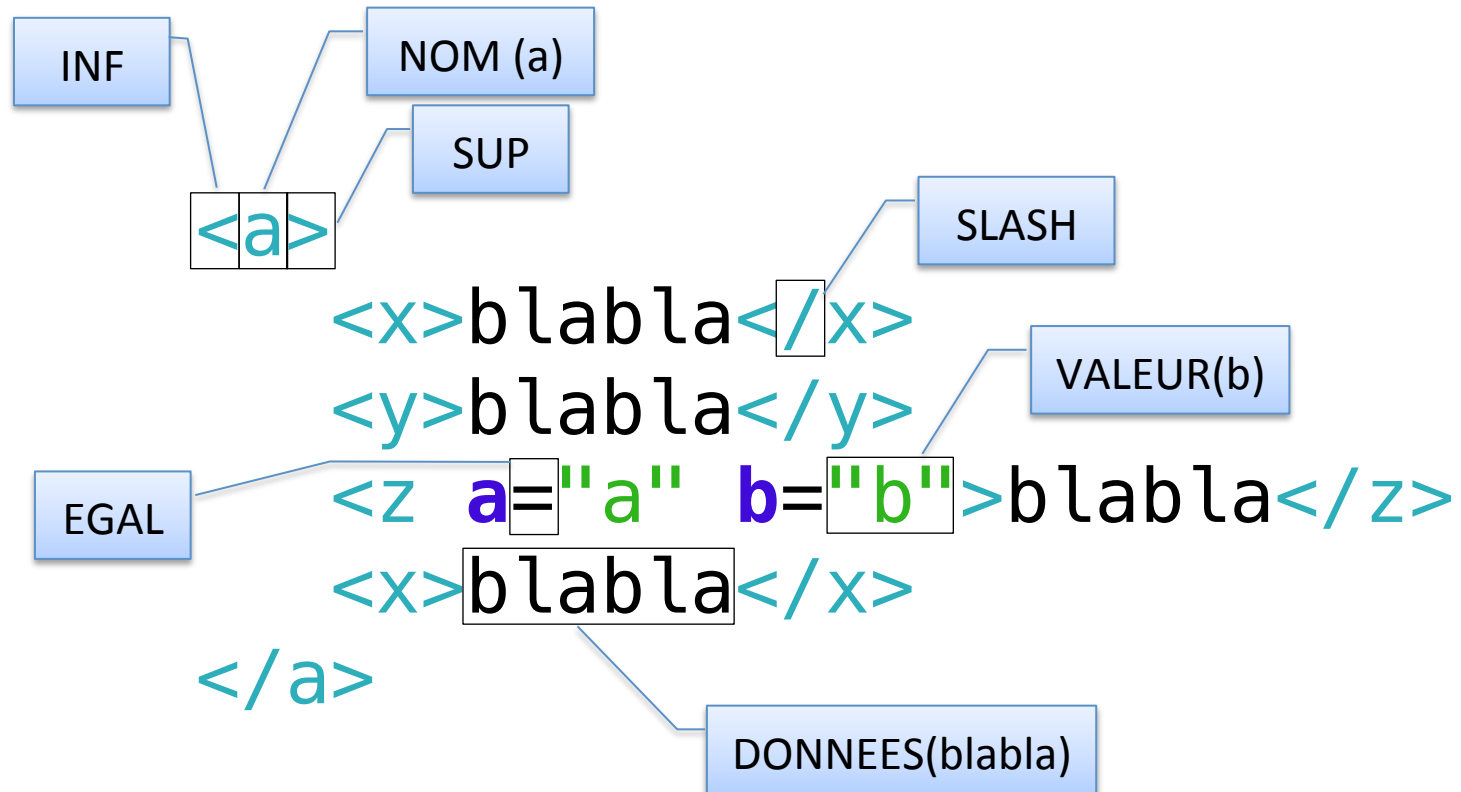 INF
NOM (a)
SUP
<a>
SLASH
<x>blabla</x>
VALEUR(b)
<y>blabla</y>
EGAL
<z a="a" b="b">blabla</z>
<x>blabla</x>
</a>
DONNEES(blabla)